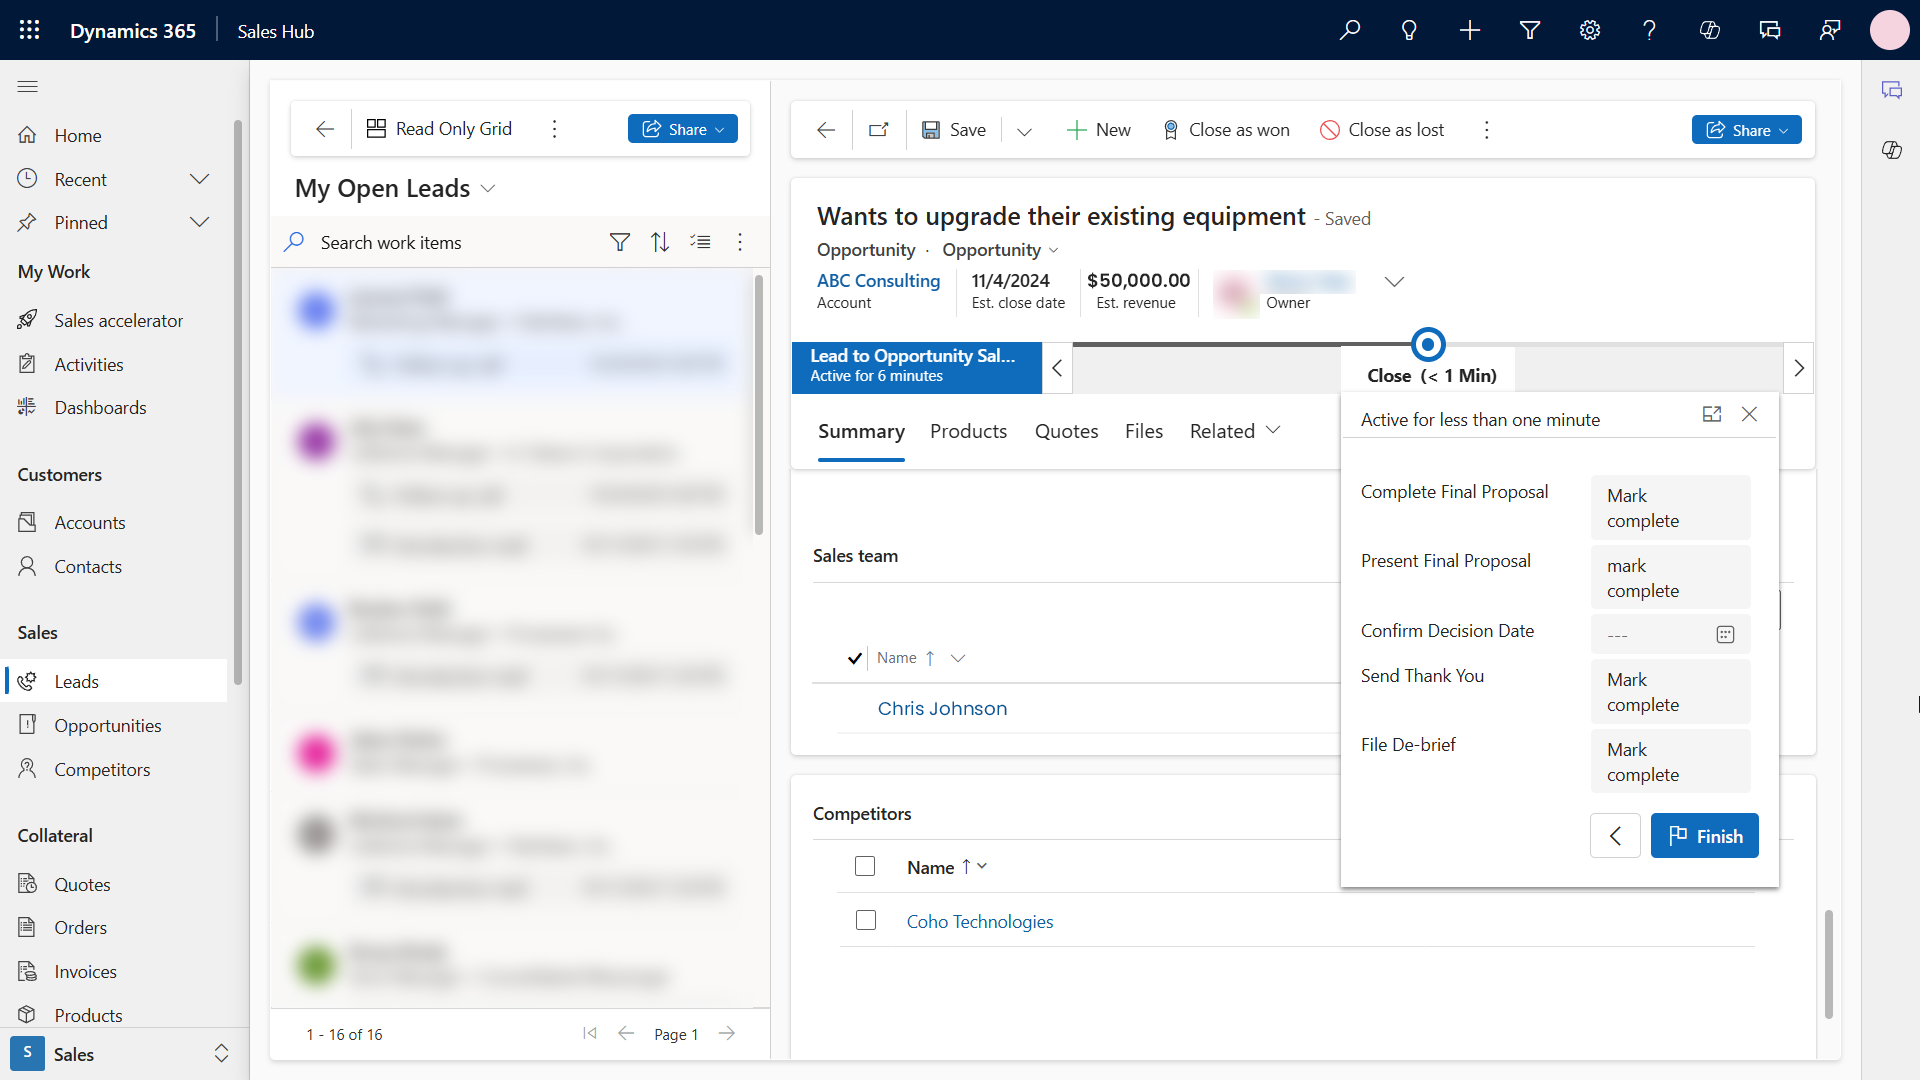 Dynamics 365
Sales Hub
Home
Recent
Pinned
My Work
Sales accelerator
Activities
Dashboards
Customers
Accounts
Contacts
Sales
Leads
Opportunities
Competitors
Collateral
Quotes
Orders
Invoices
Products
S
Sales
Read Only Grid
Share
My Open Leads
Search work items
1 - 16 of 16
Page 1
Save
New
Close as won
Close as lost
Share
Wants to upgrade their existing equipment - Saved
Opportunity · Opportunity
ABC Consulting
Account
11/4/2024
Est. close date
$50,000.00
Est. revenue
Owner
Lead to Opportunity Sal...
Active for 6 minutes
Close (< 1 Min)
Summary
Products
Quotes
Files
Related
Active for less than one minute
Complete Final Proposal
Mark
complete
Present Final Proposal
mark
complete
Confirm Decision Date
---
Send Thank You
Mark
complete
File De-brief
Mark
complete
Finish
Sales team
Name
Chris Johnson
Competitors
Name
Coho Technologies